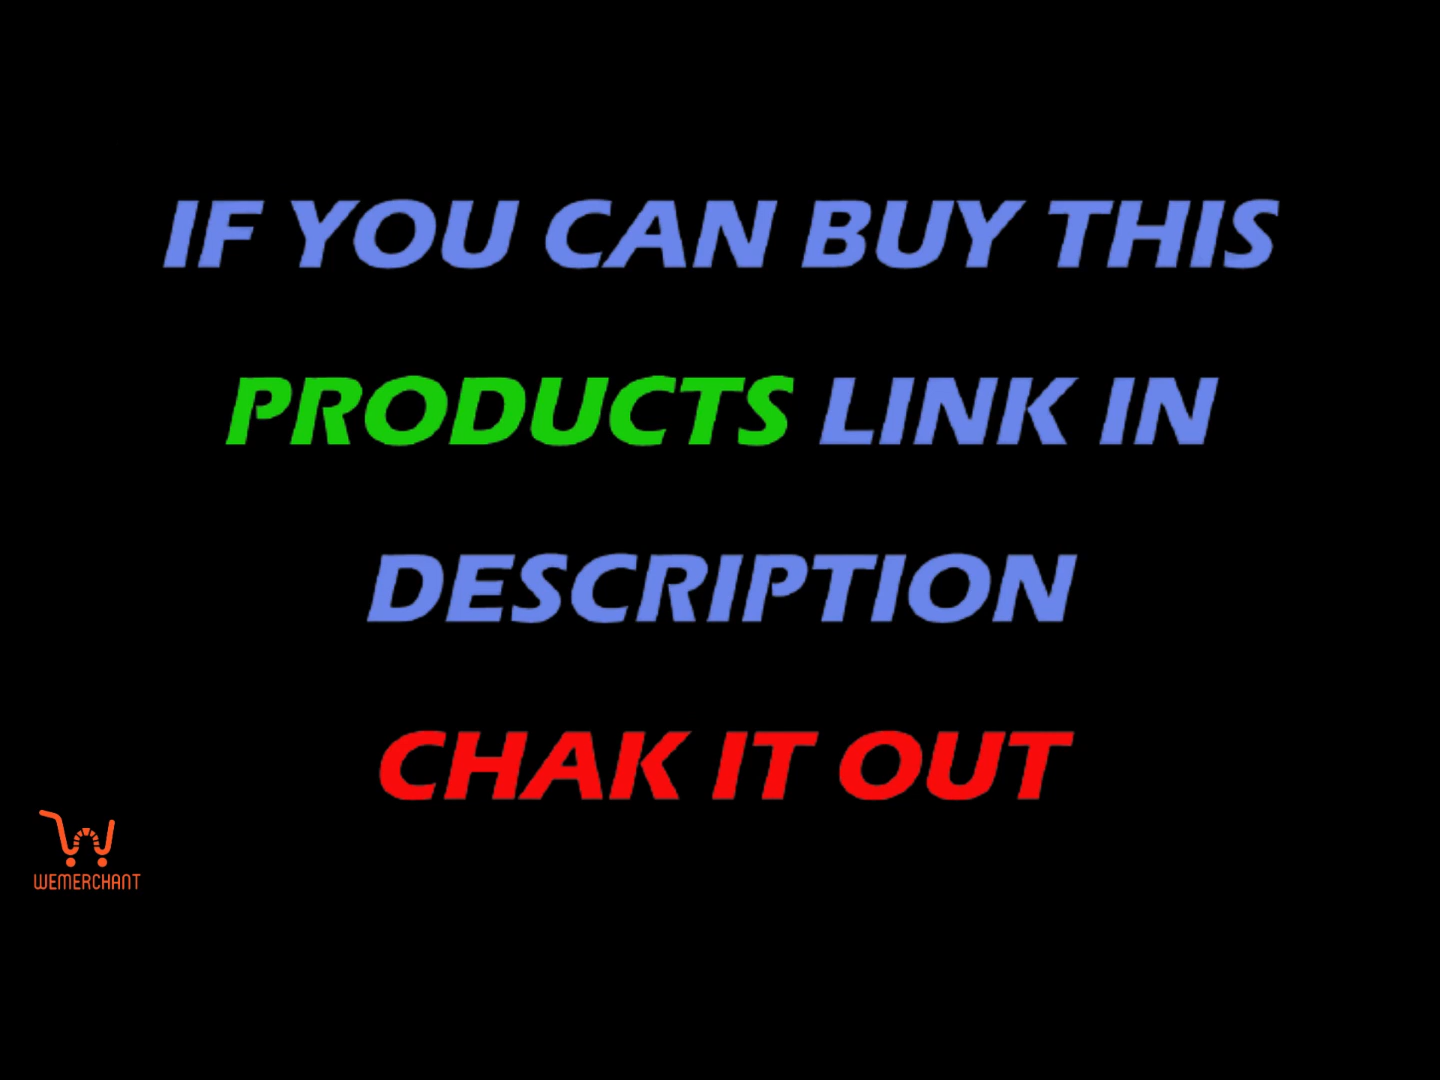 IF YOU CAN BUY THIS
PRODUCTS LINK IN
DESCRIPTION
CHAK IT OUT
WEMERCHANT